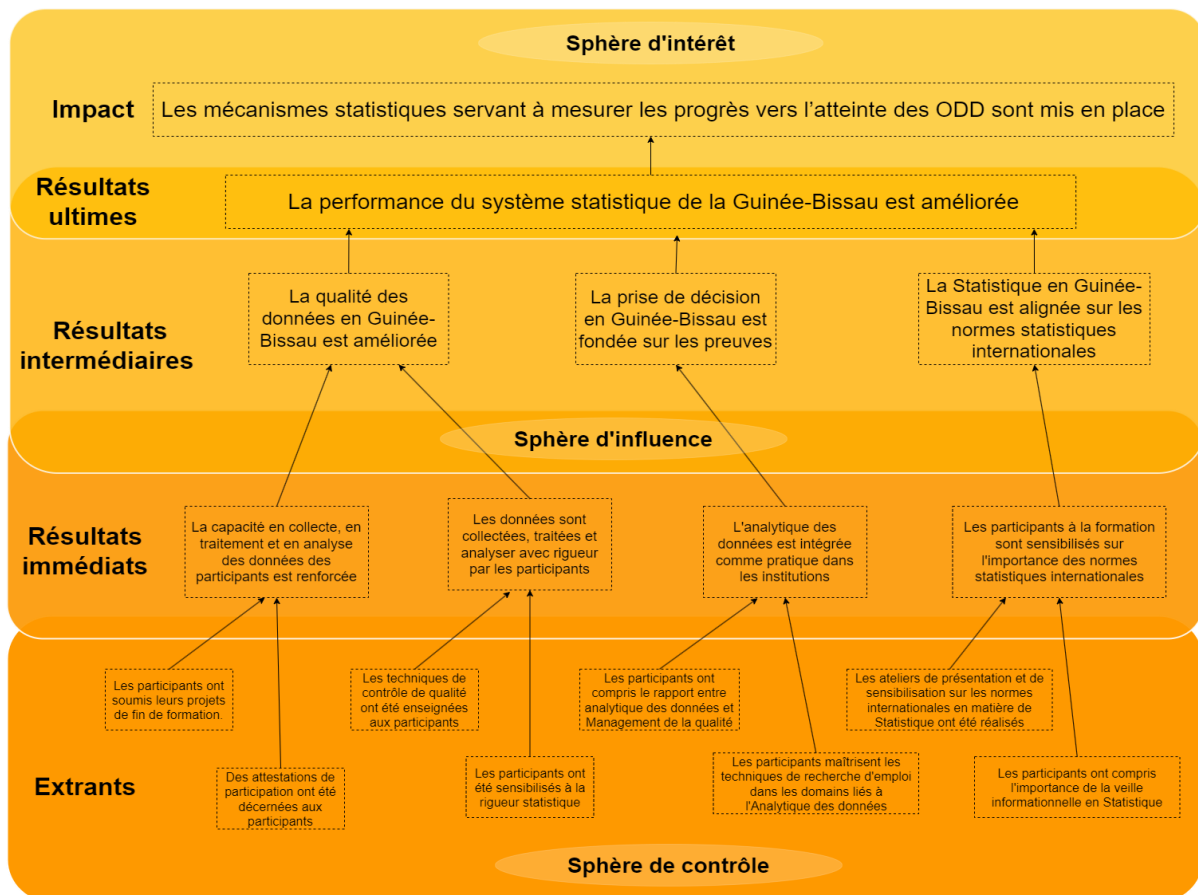 Sphère d'intérêt
Impact
Les mécanismes statistiques servant à mesurer les progrès vers l'atteinte des ODD sont mis en place
Résultats
ultimes
La performance du système statistique de la Guinée-Bissau est améliorée
Résultats
intermédiaires
La qualité des
données en Guinée-
Bissau est améliorée
La prise de décision
en Guinée-Bissau est
fondée sur les preuves
La Statistique en Guinée-
Bissau est alignée sur les
normes statistiques
internationales
Sphère d'influence
Résultats
immédiats
La capacité en collecte, en
traitement et en analyse
des données des
participants est renforcée
Les données sont
collectées, traitées et
analyser avec rigueur
par les participants
L'analytique des
données est intégrée
comme pratique dans
les institutions
Les participants à la formation
sont sensibilisés sur
l'importance des normes
statistiques internationales
Extrants
Les participants ont
soumis leurs projets
de fin de formation.
Des attestations de
participation ont été
décernées aux
participants
Les techniques de
contrôle de qualité
ont été enseignées
aux participants
Les participants ont
été sensibilisés à la
rigueur statistique
Les participants ont
compris le rapport entre
analytique des données et
Management de la qualité
Les participants maîtrisent les
techniques de recherche d'emploi
dans les domains liés à
l'Analytique des données
Les ateliers de présentation et de
sensibilisation sur les normes
internationales en matière de
Statistique ont été réalisés
Les participants ont compris
l'importance de la veille
informationnelle en Statistique
Sphère de contrôle